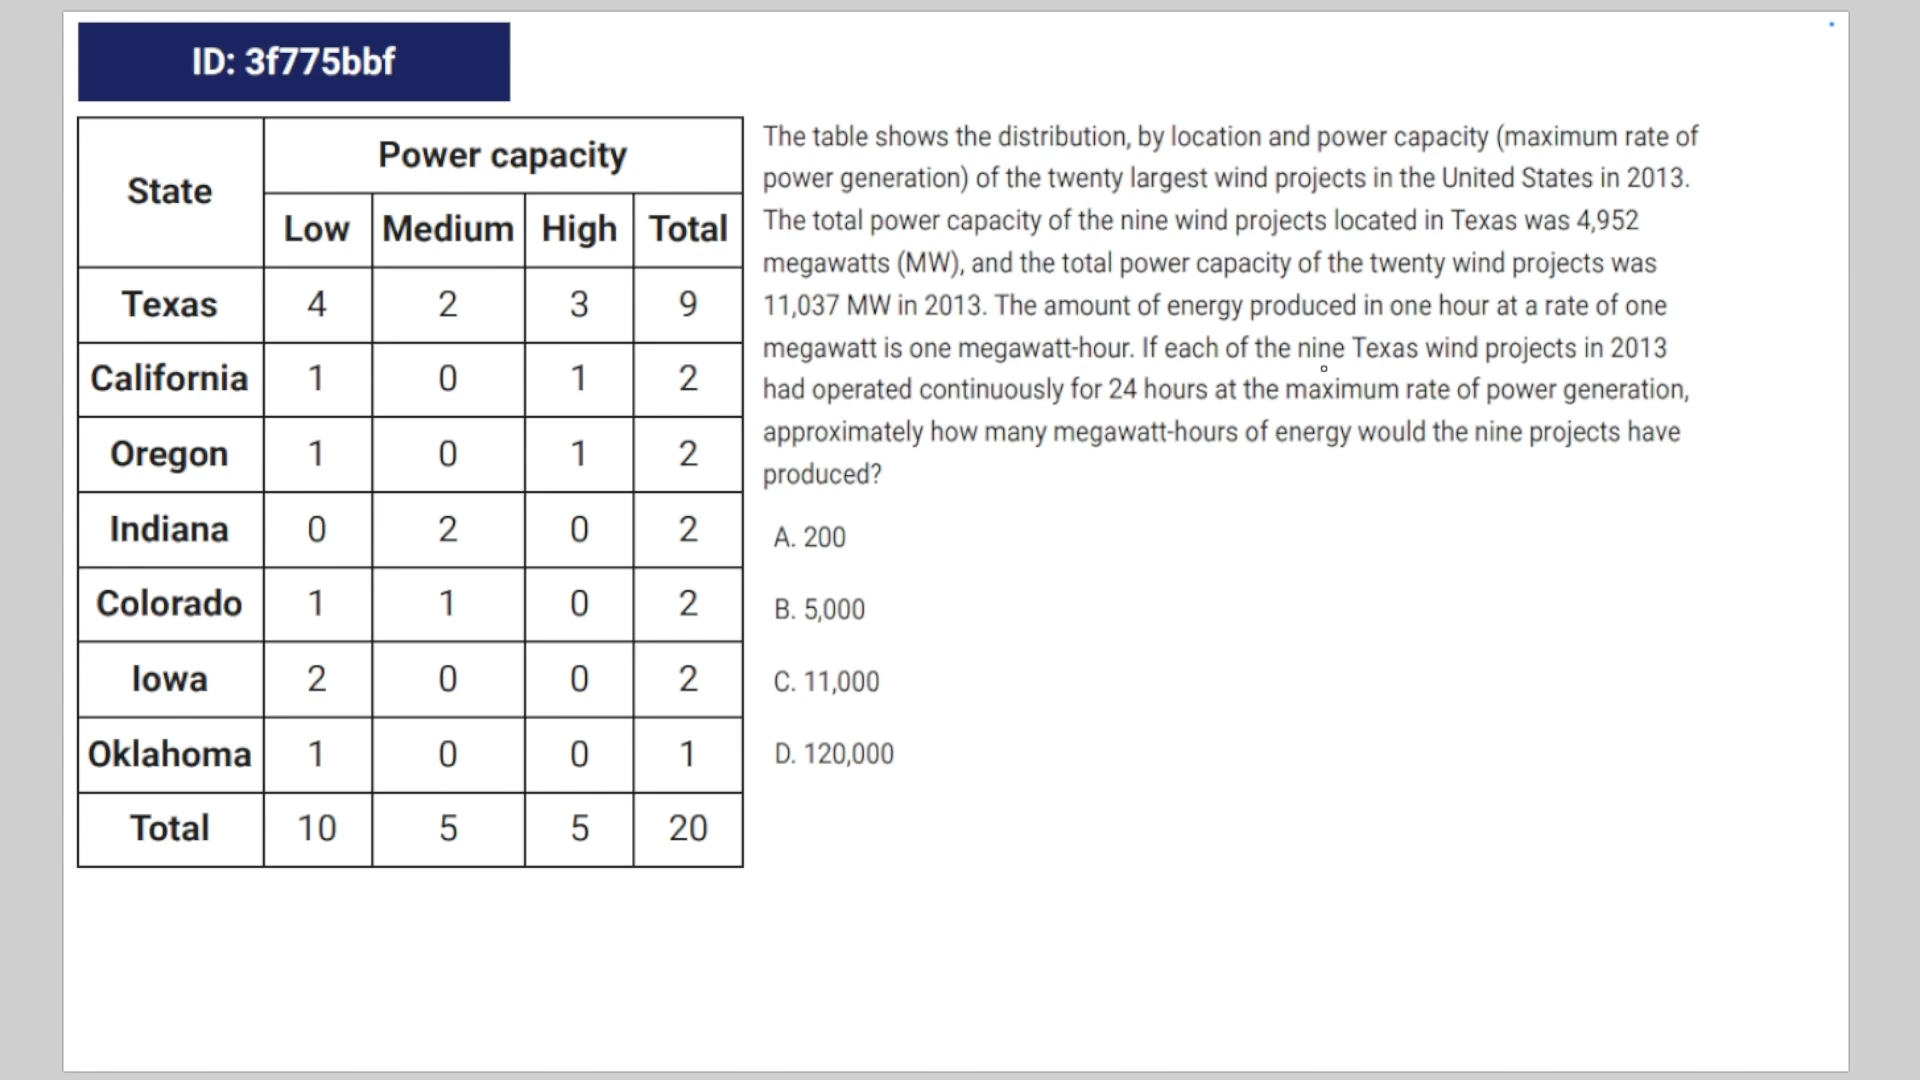 ID: 3f775bbf
State Power capacity
Low Medium High Total
Texas 4 2 3 9
California 1 0 1 2
Oregon 1 0 1 2
Indiana 0 2 0 2
Colorado 1 1 0 2
Iowa 2 0 0 2
Oklahoma 1 0 0 1
Total 10 5 5 20
The table shows the distribution, by location and power capacity (maximum rate of
power generation) of the twenty largest wind projects in the United States in 2013.
The total power capacity of the nine wind projects located in Texas was 4,952
megawatts (MW), and the total power capacity of the twenty wind projects was
11,037 MW in 2013. The amount of energy produced in one hour at a rate of one
megawatt is one megawatt-hour. If each of the nine Texas wind projects in 2013
had operated continuously for 24 hours at the maximum rate of power generation,
approximately how many megawatt-hours of energy would the nine projects have
produced?
A. 200
B. 5,000
C. 11,000
D. 120,000